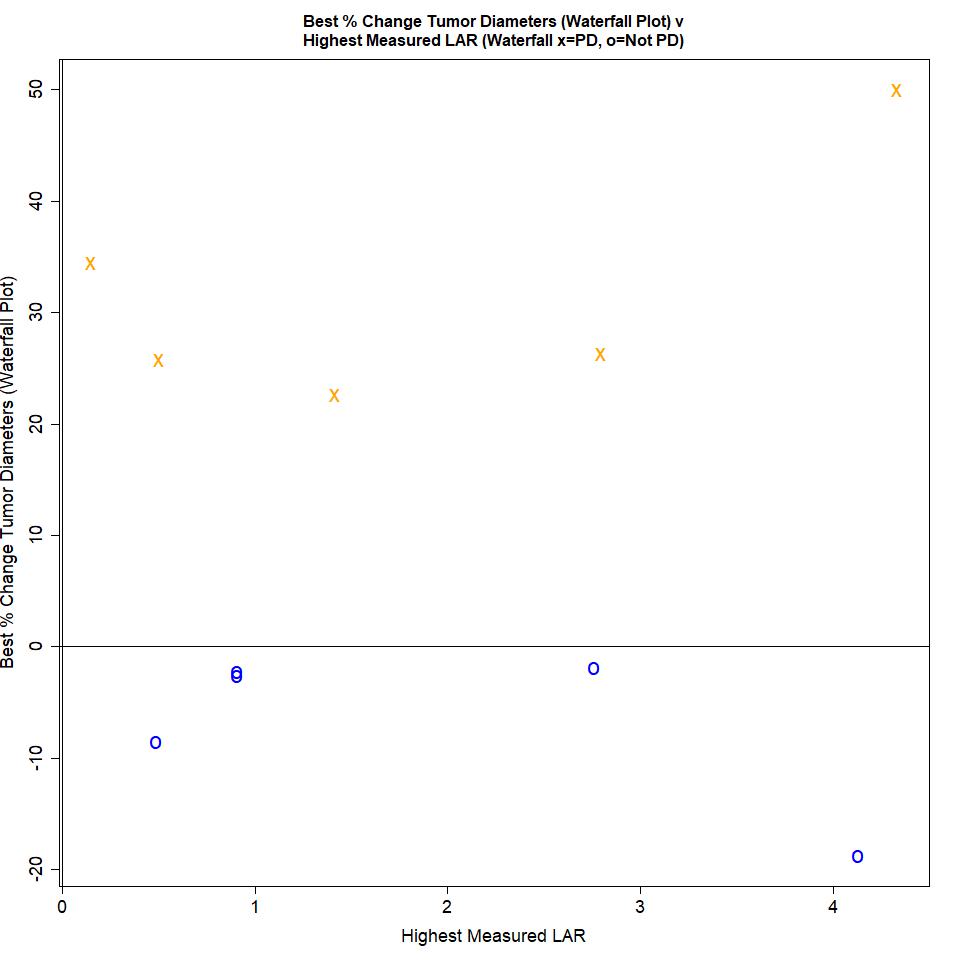 Best % Change Tumor Diameters (Waterfall Plot) v
Highest Measured LAR (Waterfall x=PD, o=Not PD)
Best % Change Tumor Diameters (Waterfall Plot)
50
40
30
20
10
0
-10
-20
X
X
X
X
X
O
O
O
O
O
0 1 2 3 4
Highest Measured LAR